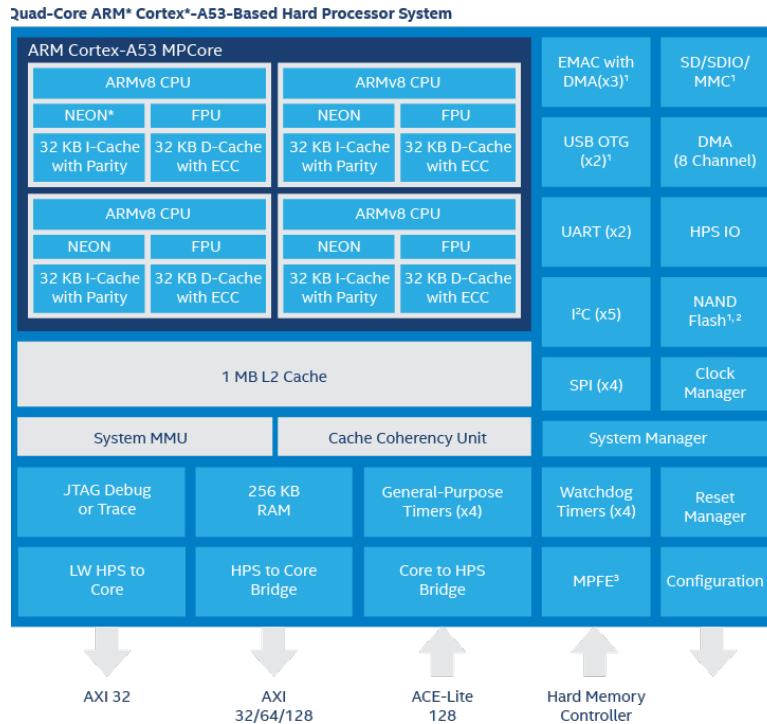 Quad-Core ARM* Cortex*-A53-Based Hard Processor System
ARM Cortex-A53 MPCore
ARMv8 CPU
NEON*
FPU
32 KB I-Cache
with Parity
32 KB D-Cache
with ECC
ARMv8 CPU
NEON
FPU
32 KB I-Cache
with Parity
32 KB D-Cache
with ECC
ARMv8 CPU
NEON
FPU
32 KB I-Cache
with Parity
32 KB D-Cache
with ECC
ARMv8 CPU
NEON
FPU
32 KB I-Cache
with Parity
32 KB D-Cache
with ECC
EMAC with
DMA(x3)¹
SD/SDIO/
MMC¹
USB OTG
(x2)¹
DMA
(8 Channel)
UART (x2)
HPS IO
I²C (x5)
NAND
Flash¹,²
1 MB L2 Cache
SPI (x4)
Clock
Manager
System MMU
Cache Coherency Unit
System Manager
JTAG Debug
or Trace
256 KB
RAM
General-Purpose
Timers (x4)
Watchdog
Timers (x4)
Reset
Manager
LW HPS to
Core
HPS to Core
Bridge
Core to HPS
Bridge
MPFE³
Configuration
AXI 32
AXI
32/64/128
ACE-Lite
128
Hard Memory
Controller